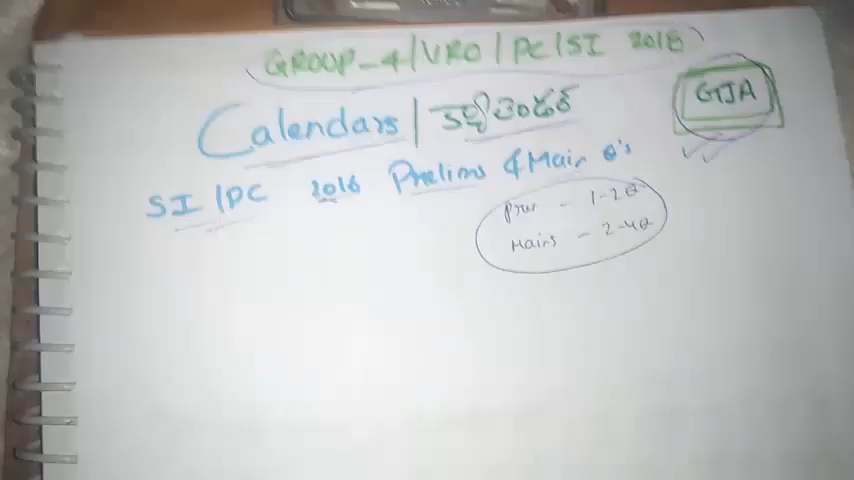 GROUP-4/VRO/PC/SI 2018
GTJA
Calendars/క్యాలెండర్
SI/PC 2016 Prelims & Main Q's
Pre - 1-2Q
Mains - 2-4Q